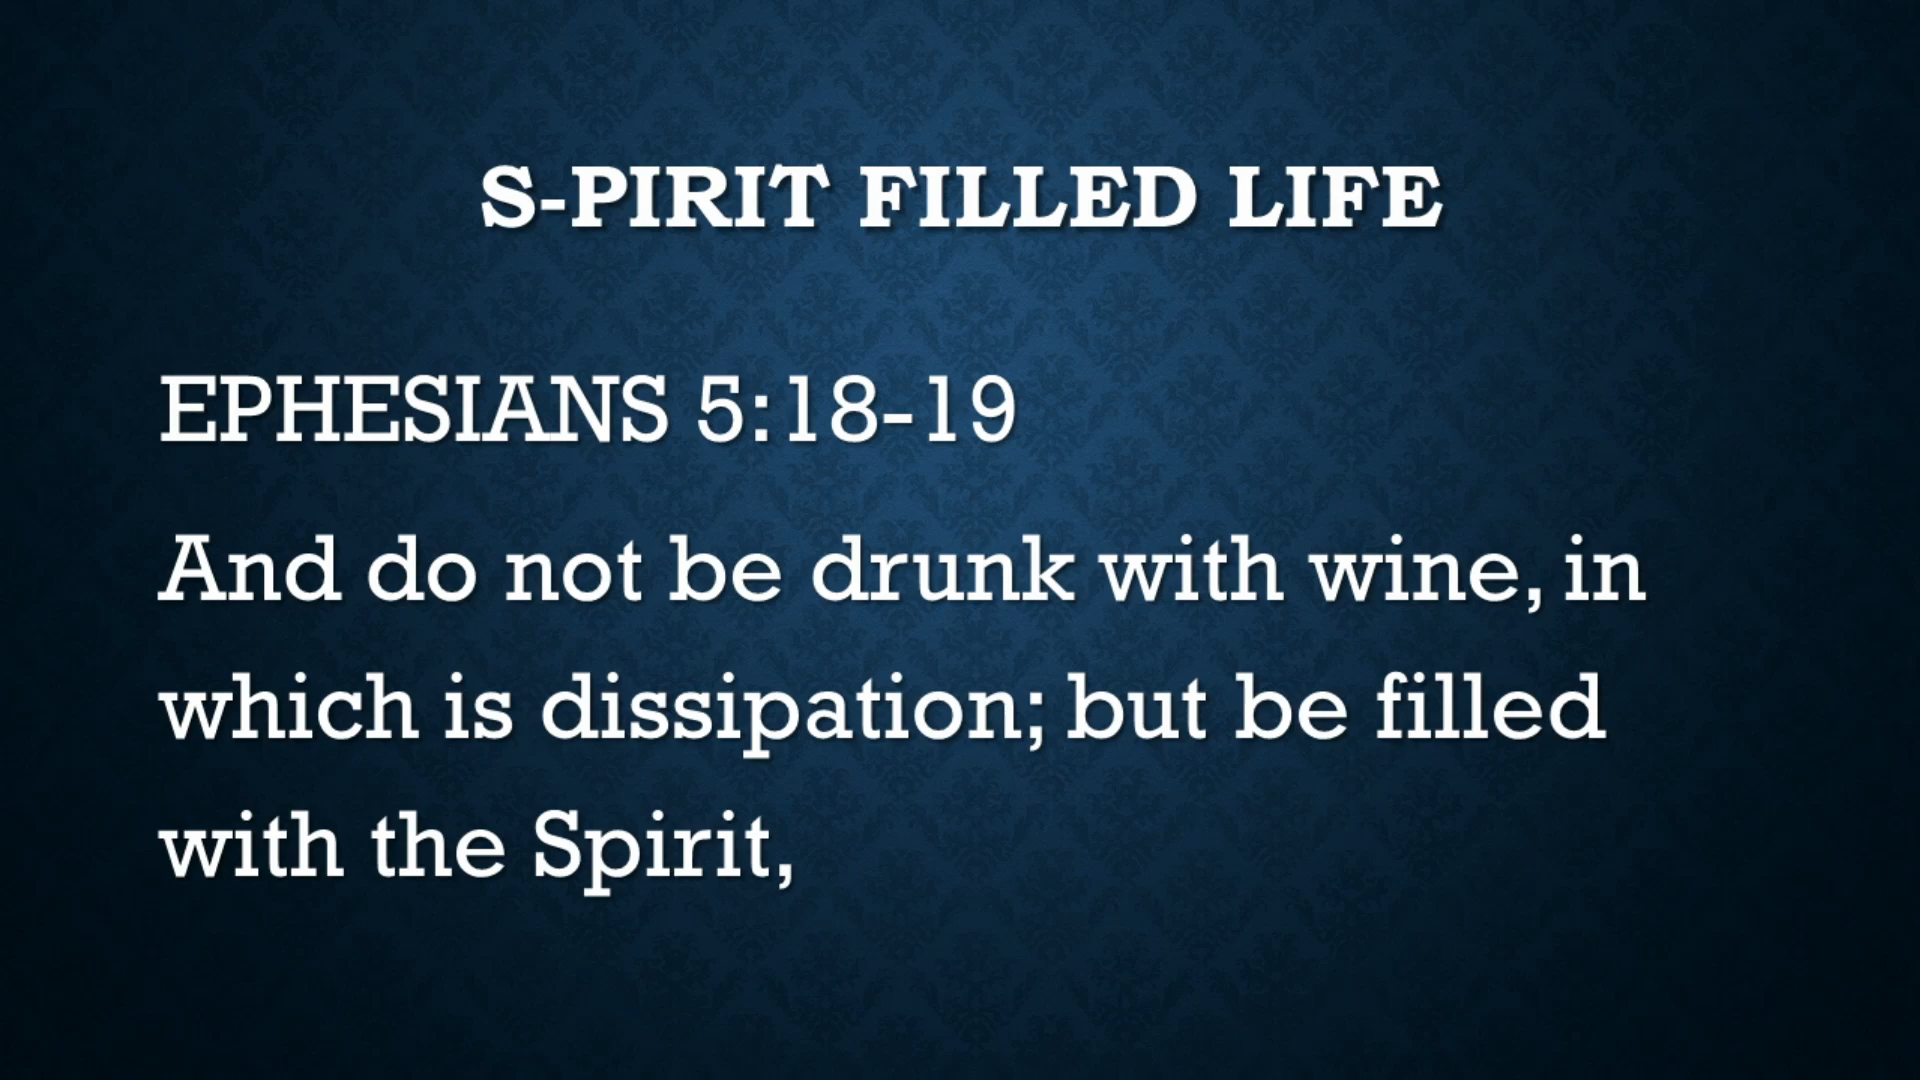 S-PIRIT FILLED LIFE
EPHESIANS 5:18-19
And do not be drunk with wine, in
which is dissipation; but be filled
with the Spirit,